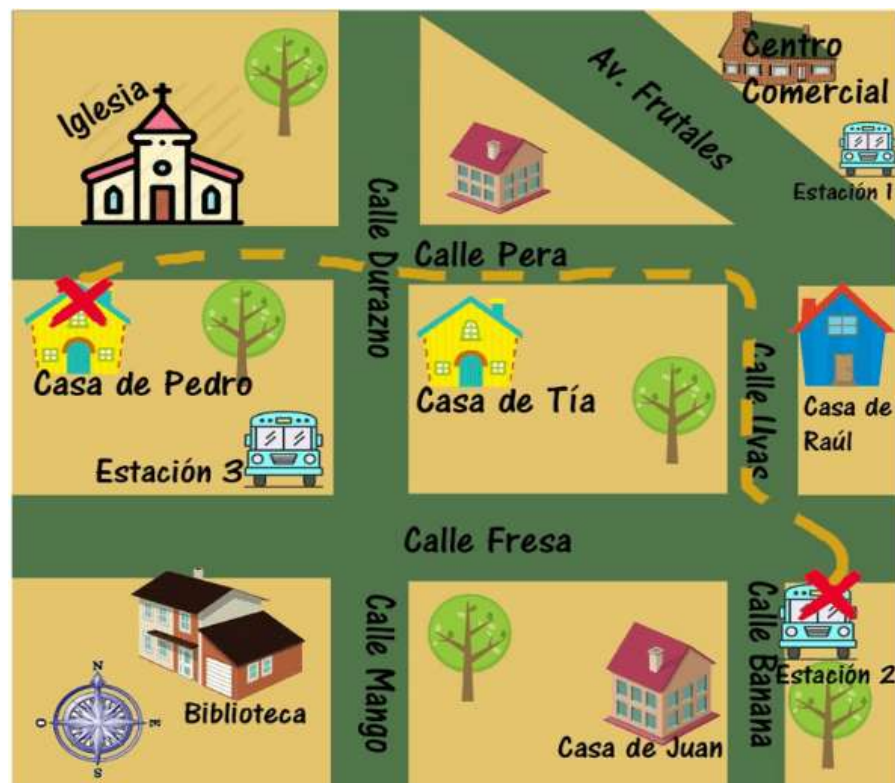 Iglesia
Av. Frutales
Centro
Comercial
Estación 1
Calle Durazno
Calle Pera
Casa de Pedro
Casa de Tía
Calle Uvas
Casa de
Raúl
Estación 3
Calle Fresa
Calle Mango
Calle Banana
Estación 2
Biblioteca
Casa de Juan
N
O
E
S